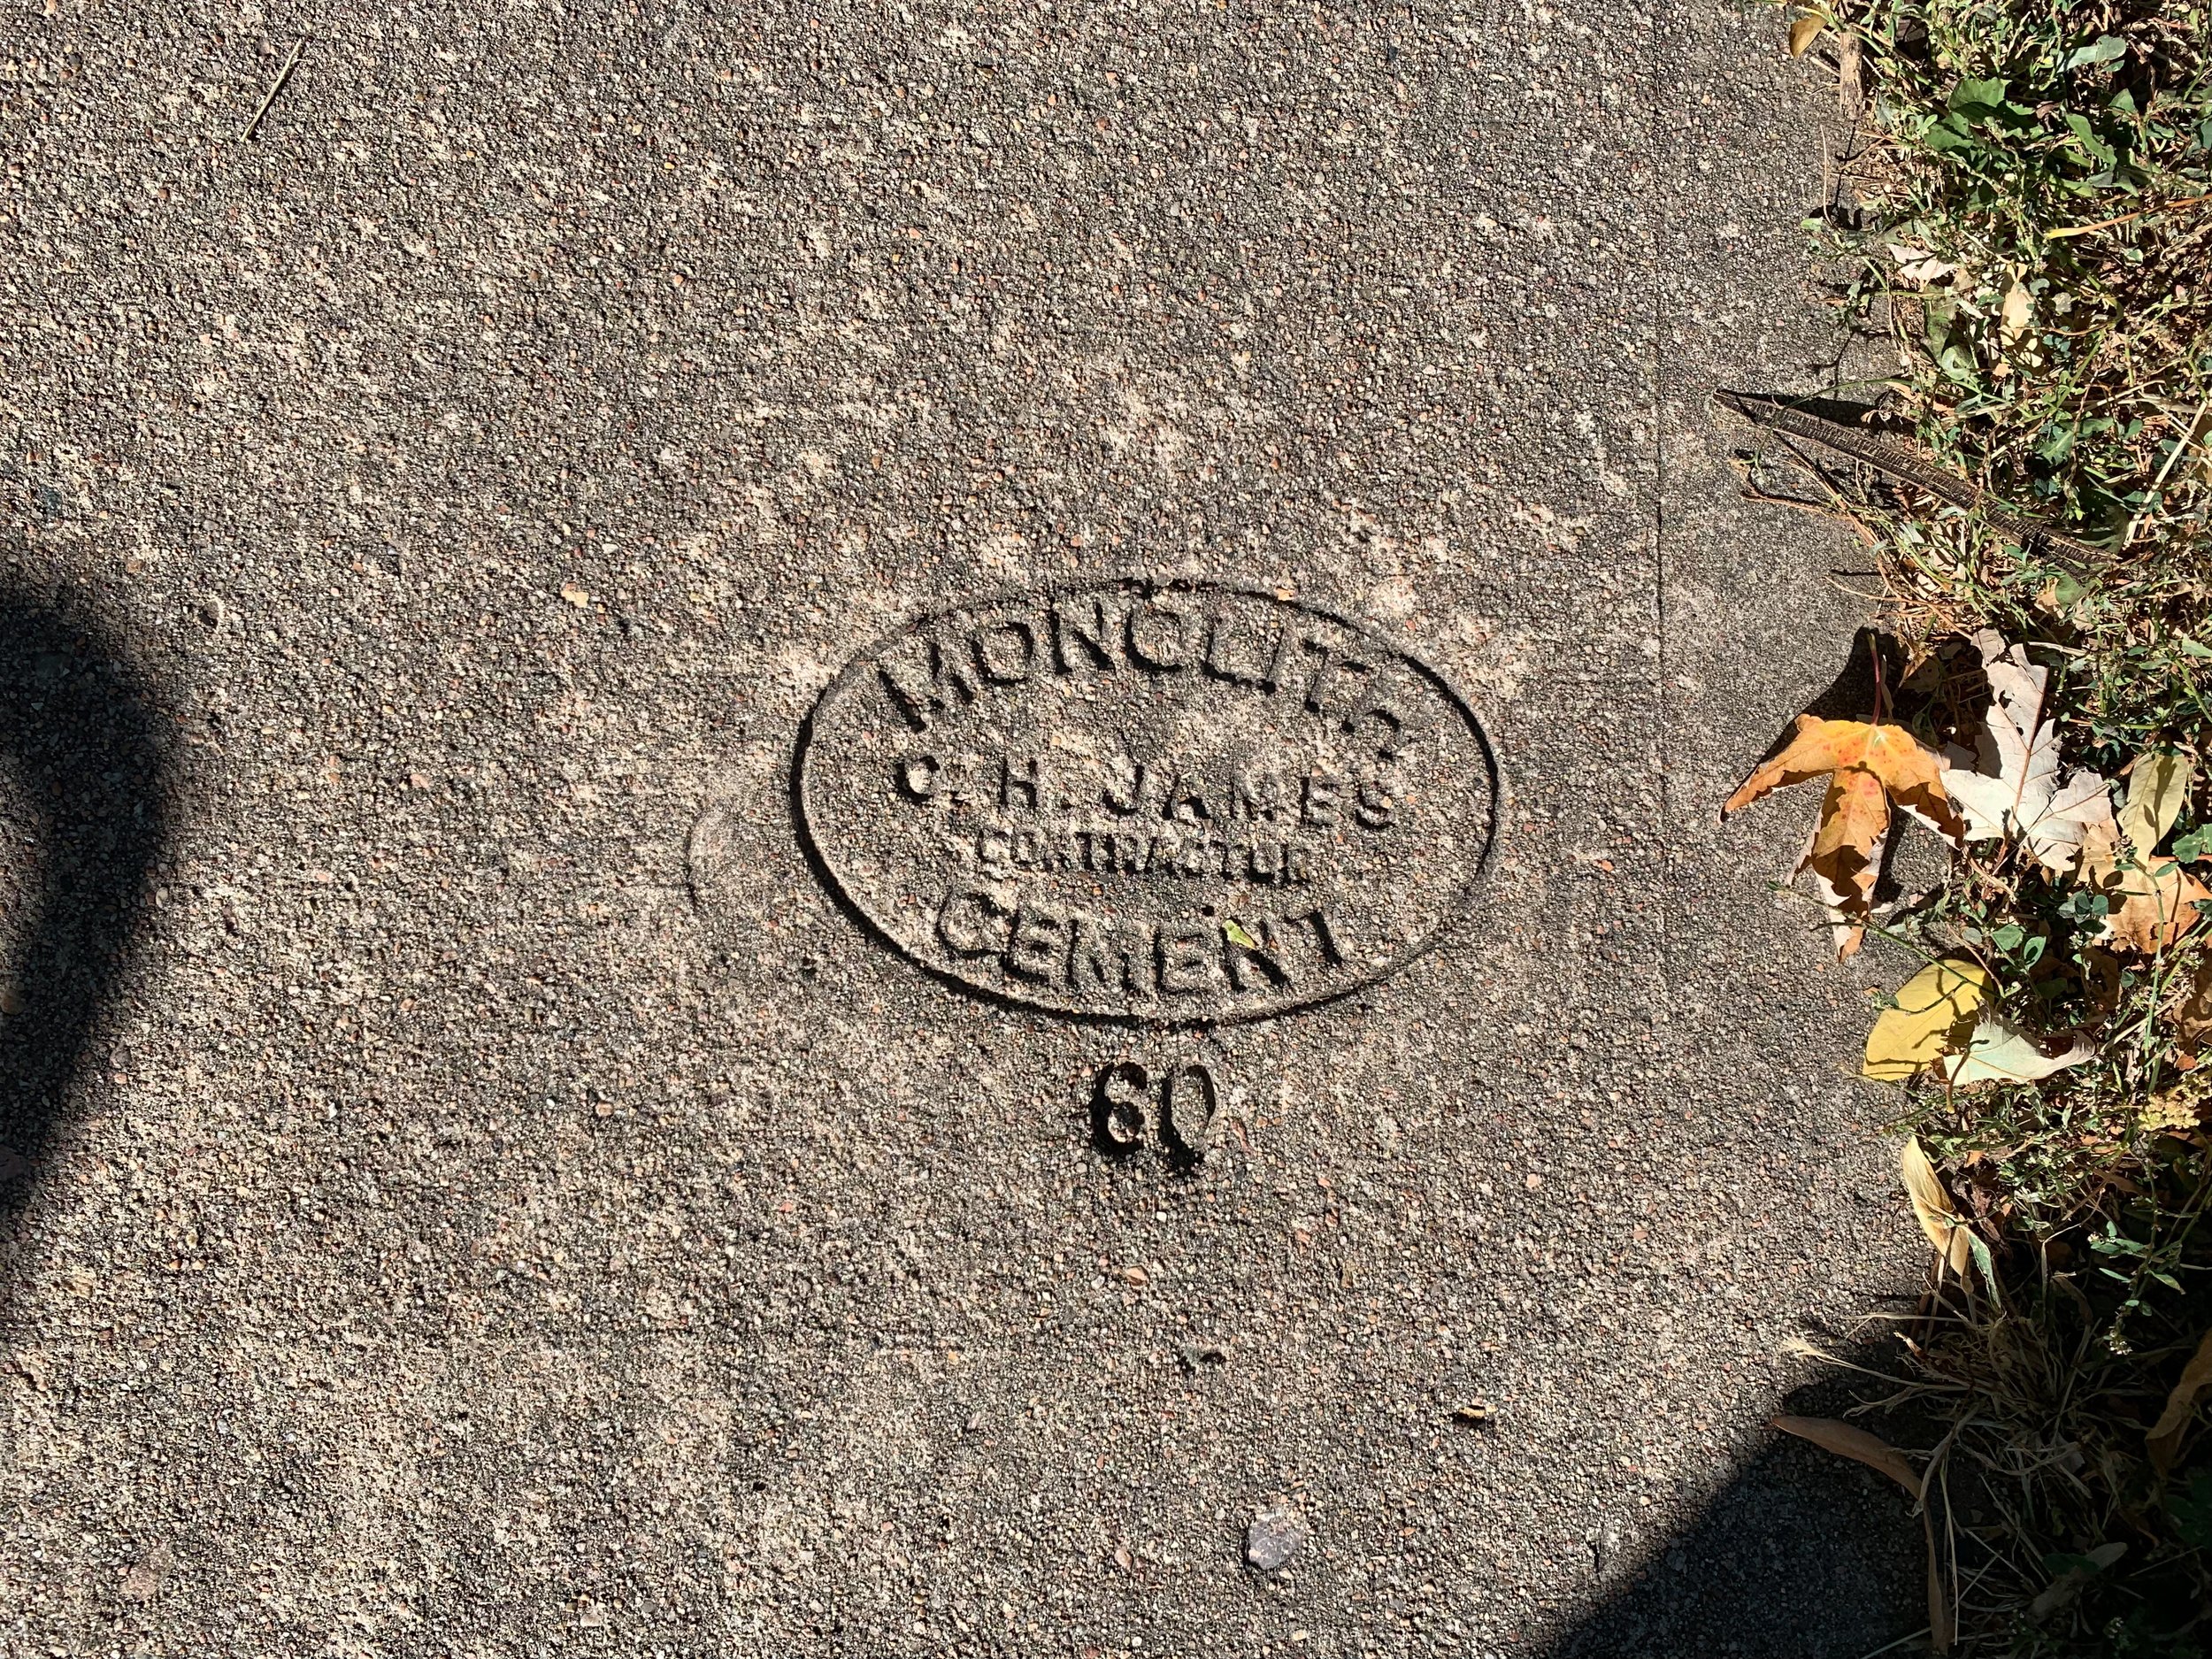 MONOLITH
C. H. JAMES
CONTRACTOR
CEMENT
60